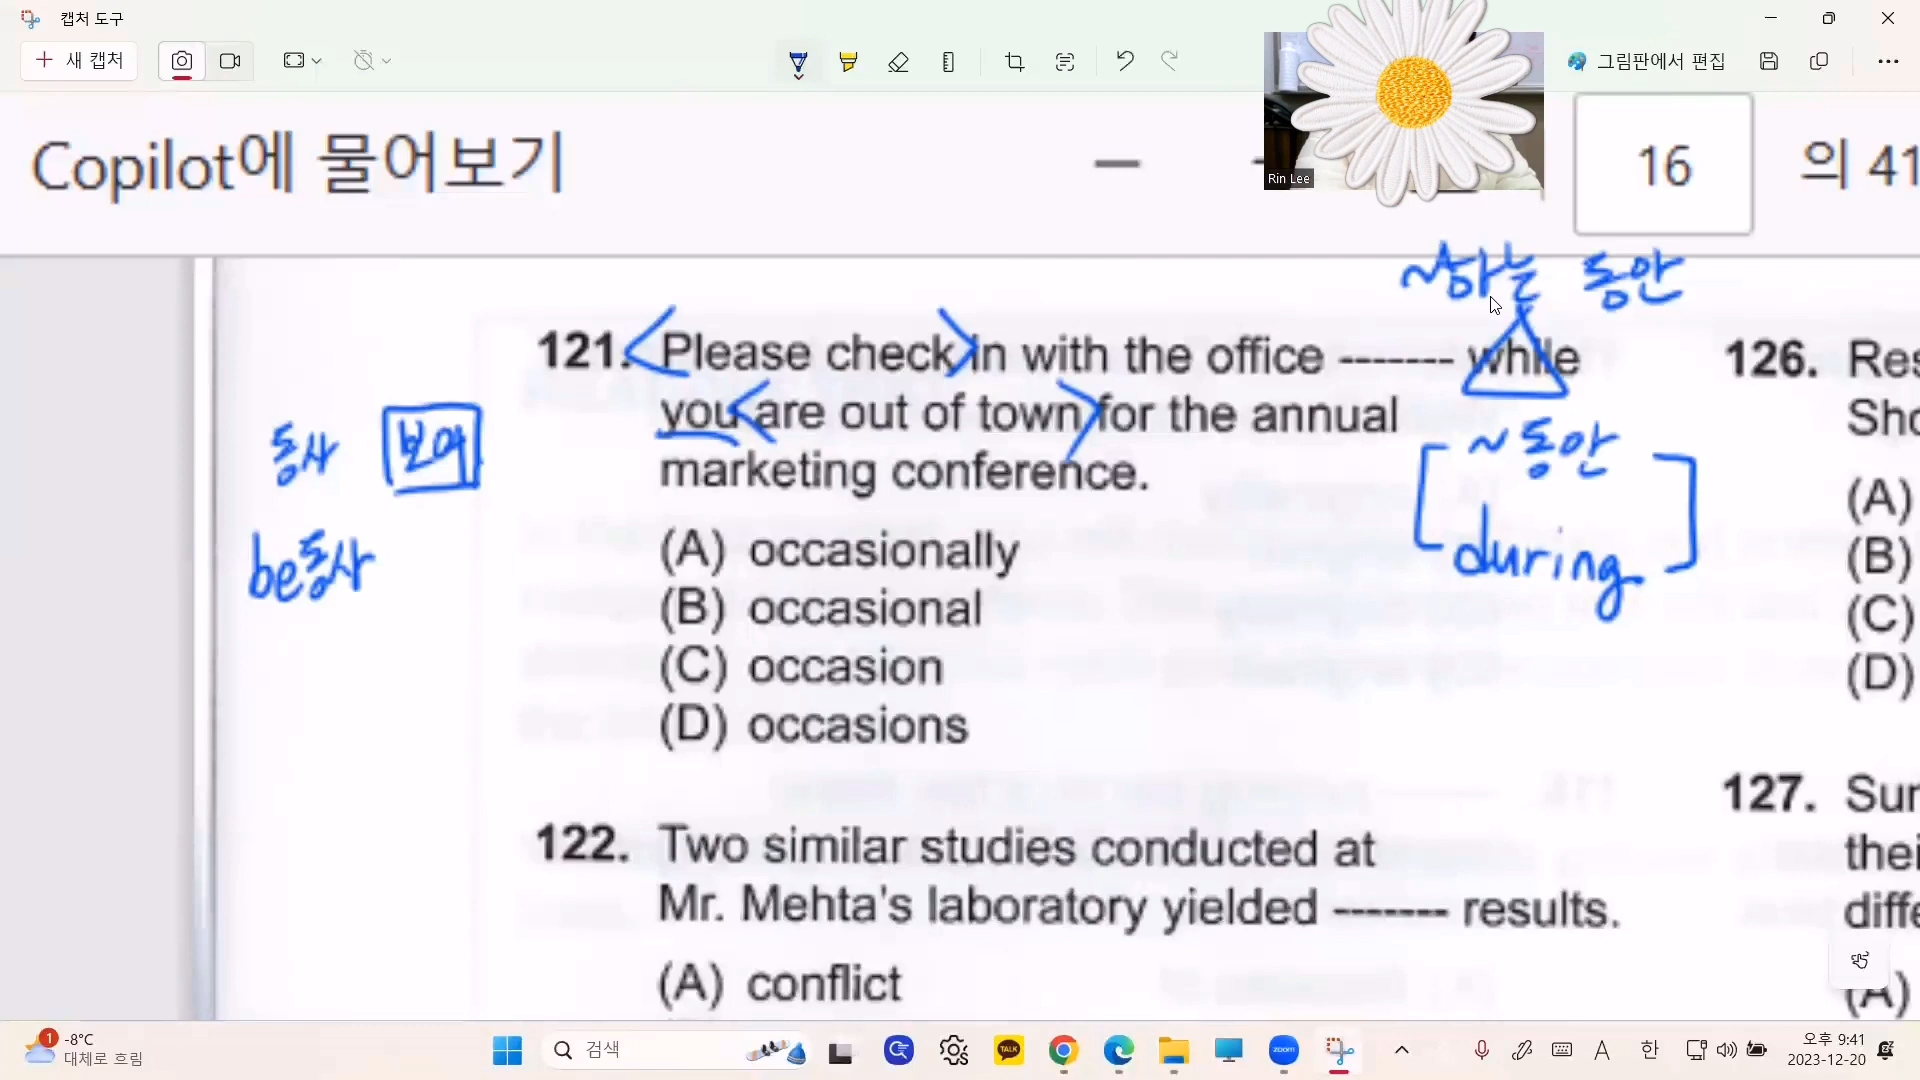 캡처 도구
새 캡처
그림판에서 편집
Copilot에 물어보기
16
의 41
Rin Lee
~하는 동안
121. Please check in with the office ------- while
you are out of town for the annual
marketing conference.
(A) occasionally
(B) occasional
(C) occasion
(D) occasions
동사 보어
be동사
~ 동안
during
122. Two similar studies conducted at
Mr. Mehta's laboratory yielded ------- results.
(A) conflict
126. Res
Sho
(A)
(B)
(C)
(D)
127. Sur
thei
diffe
(A)
1
-8°C
대체로 흐림
검색
TALK
zoom
A
한
오후 9:41
2023-12-20